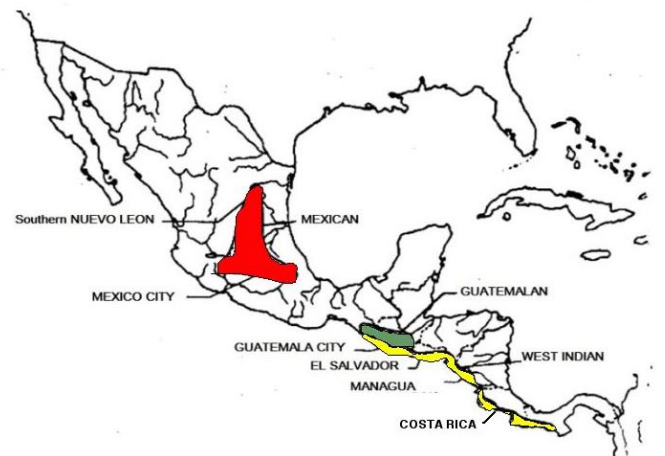 Southern NUEVO LEON
MEXICAN
MEXICO CITY
GUATEMALAN
GUATEMALA CITY
EL SALVADOR
WEST INDIAN
MANAGUA
COSTA RICA